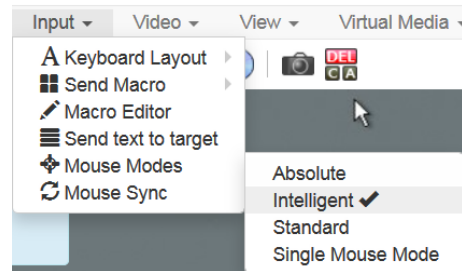 Input Video View Virtual Media
A Keyboard Layout
Send Macro
DEL
C A
Macro Editor
Send text to target
Mouse Modes
Mouse Sync
Absolute
Intelligent
Standard
Single Mouse Mode